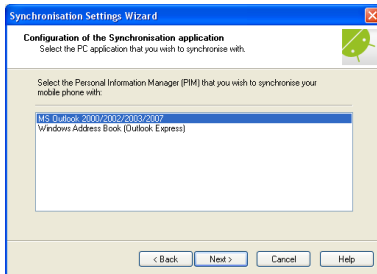 Synchronisation Settings Wizard
Configuration of the Synchronisation application
Select the PC application that you wish to synchronise with.
Select the Personal Information Manager (PIM) that you wish to synchronise your
mobile phone with:
MS Outlook 2000/2002/2003/2007
Windows Address Book (Outlook Express)
< Back Next > Cancel Help